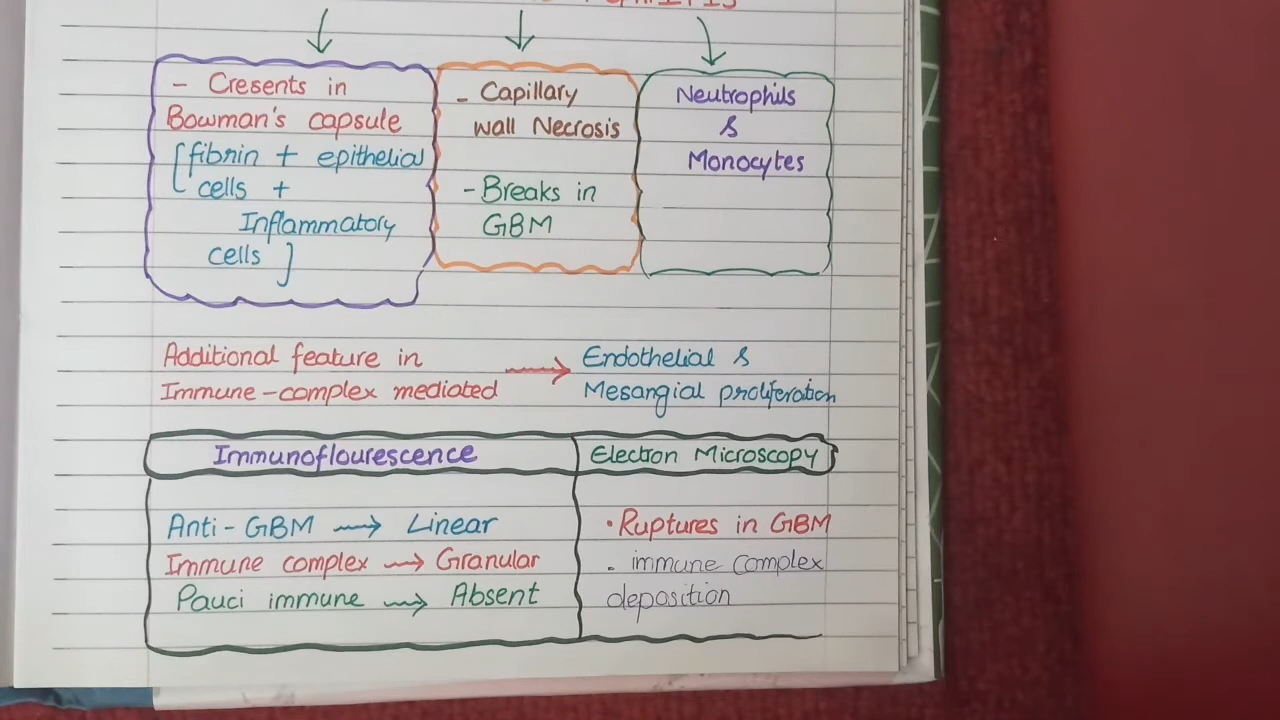 - Cresents in
Bowman's capsule
[fibrin + epithelial
cells +
Inflammatory
cells]
- Capillary
wall Necrosis
- Breaks in
GBM
Neutrophils
&
Monocytes
Additional feature in
Immune-complex mediated
→ Endothelial &
Mesangial proliferation
Immunoflourescence
Electron Microscopy
Anti-GBM → Linear
Immune complex → Granular
Pauci immune → Absent
• Ruptures in GBM
. immune complex
deposition